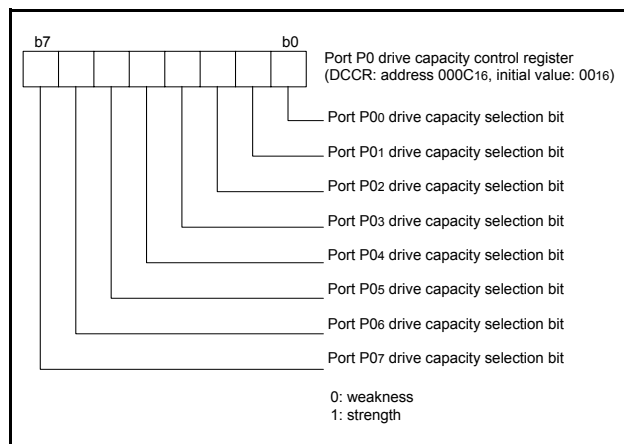 b7 b0
Port P0 drive capacity control register
(DCCR: address 000C16, initial value: 0016)
Port P00 drive capacity selection bit
Port P01 drive capacity selection bit
Port P02 drive capacity selection bit
Port P03 drive capacity selection bit
Port P04 drive capacity selection bit
Port P05 drive capacity selection bit
Port P06 drive capacity selection bit
Port P07 drive capacity selection bit
0: weakness
1: strength